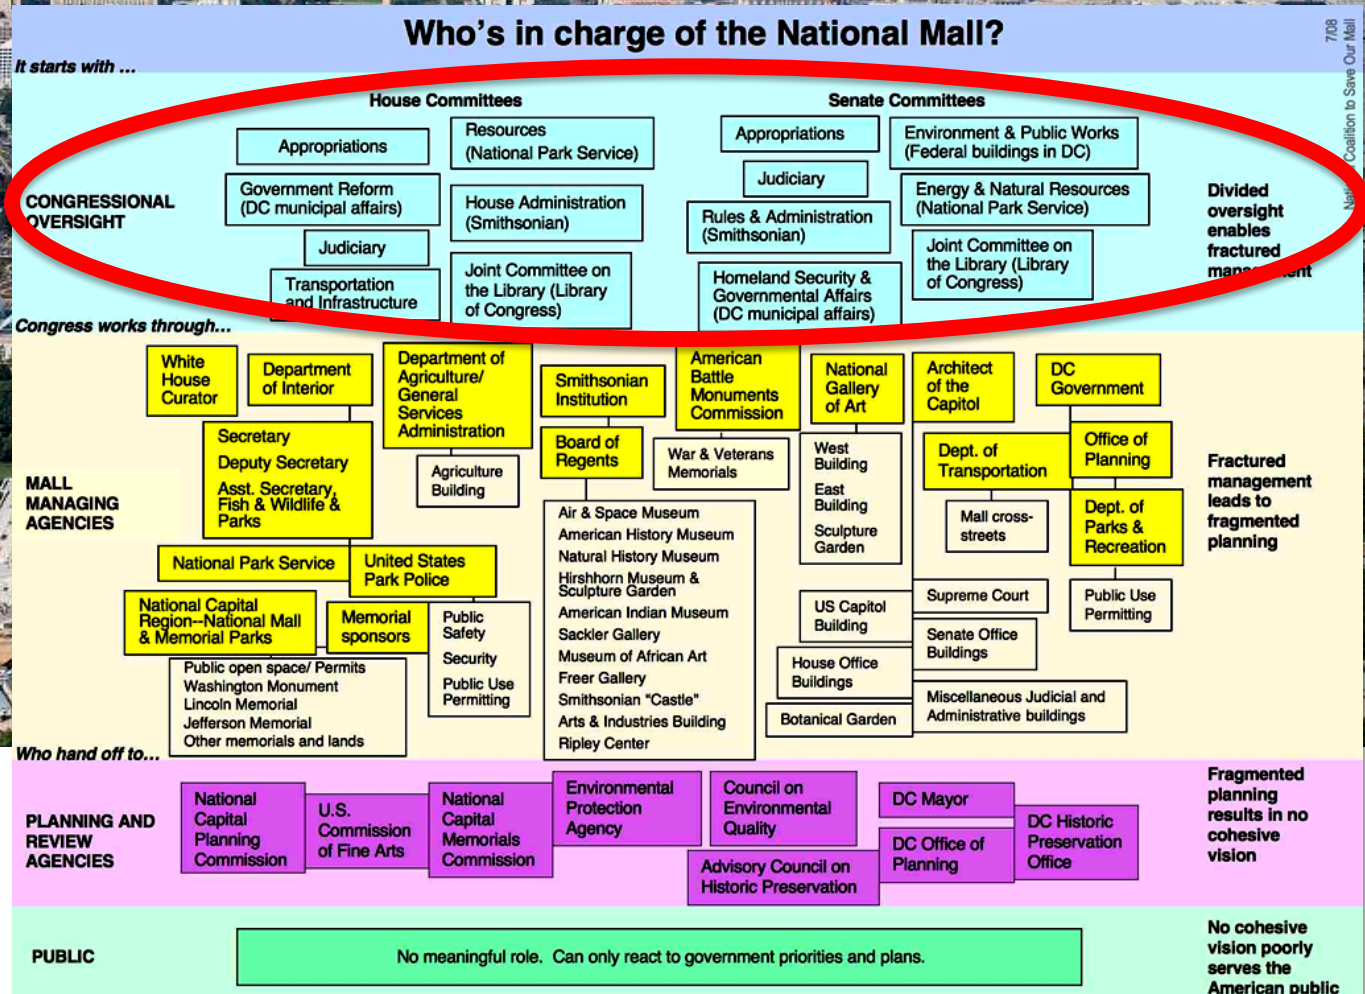 Who's in charge of the National Mall?
7/08
Coalition to Save Our Mall
It starts with ...
House Committees
Senate Committees
CONGRESSIONAL
OVERSIGHT
Appropriations
Resources
(National Park Service)
Government Reform
(DC municipal affairs)
House Administration
(Smithsonian)
Judiciary
Transportation
and Infrastructure
Joint Committee on
the Library (Library
of Congress)
Appropriations
Environment & Public Works
(Federal buildings in DC)
Judiciary
Energy & Natural Resources
(National Park Service)
Rules & Administration
(Smithsonian)
Joint Committee on
the Library (Library
of Congress)
Homeland Security &
Governmental Affairs
(DC municipal affairs)
Divided
oversight
enables
fractured
management
Congress works through...
MALL
MANAGING
AGENCIES
White
House
Curator
Department
of Interior
Secretary
Deputy Secretary
Asst. Secretary,
Fish & Wildlife &
Parks
National Park Service
United States
Park Police
National Capital
Region--National Mall
& Memorial Parks
Memorial
sponsors
Public
Safety
Security
Public Use
Permitting
Public open space/ Permits
Washington Monument
Lincoln Memorial
Jefferson Memorial
Other memorials and lands
Department of
Agriculture/
General
Services
Administration
Agriculture
Building
Smithsonian
Institution
Board of
Regents
Air & Space Museum
American History Museum
Natural History Museum
Hirshhorn Museum &
Sculpture Garden
American Indian Museum
Sackler Gallery
Museum of African Art
Freer Gallery
Smithsonian "Castle"
Arts & Industries Building
Ripley Center
American
Battle
Monuments
Commission
War & Veterans
Memorials
National
Gallery
of Art
West
Building
East
Building
Sculpture
Garden
Architect
of the
Capitol
US Capitol
Building
Supreme Court
Senate Office
Buildings
House Office
Buildings
Miscellaneous Judicial and
Administrative buildings
Botanical Garden
DC
Government
Dept. of
Transportation
Mall cross-
streets
Office of
Planning
Dept. of
Parks &
Recreation
Public Use
Permitting
Fractured
management
leads to
fragmented
planning
Who hand off to...
PLANNING AND
REVIEW
AGENCIES
National
Capital
Planning
Commission
U.S.
Commission
of Fine Arts
National
Capital
Memorials
Commission
Environmental
Protection
Agency
Council on
Environmental
Quality
Advisory Council on
Historic Preservation
DC Mayor
DC Office of
Planning
DC Historic
Preservation
Office
Fragmented
planning
results in no
cohesive
vision
PUBLIC
No meaningful role. Can only react to government priorities and plans.
No cohesive
vision poorly
serves the
American public